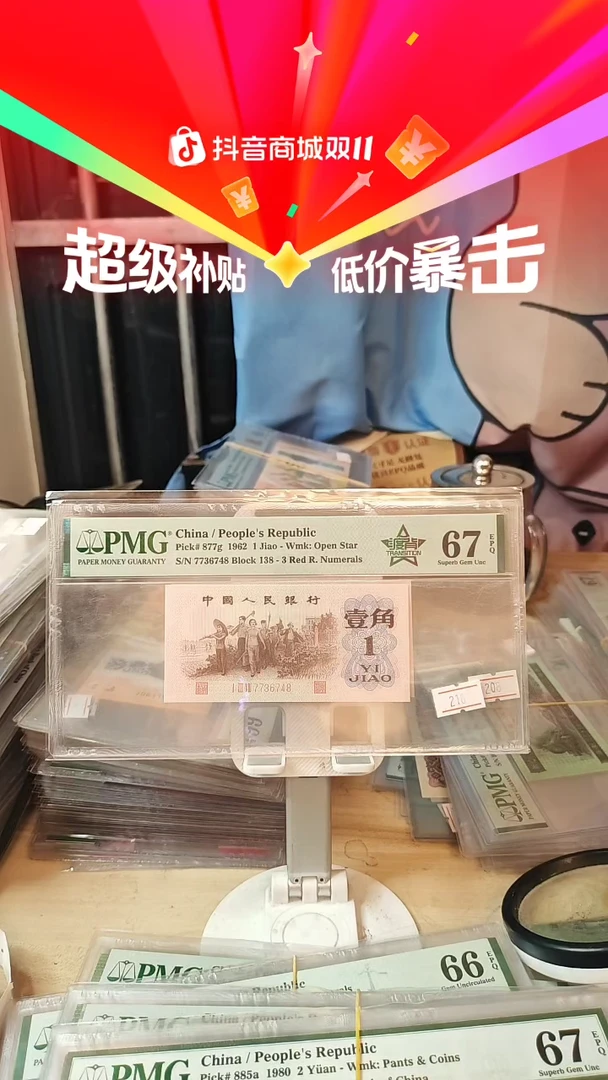 抖音商城双11
超级补贴 低价暴击
PMG
PAPER MONEY GUARANTY
China / People's Republic
Pick# 877g 1962 1 Jiao - Wmk: Open Star
S/N 7736748 Block 138 - 3 Red R. Numerals
TRANSITION
67
EPQ
Superb Gem Unc
中國人民銀行
壹角
1
YI
JIAO
7736748
PMG
PMG
66
EPQ
Gem Uncirculated
PMG
China / People's Republic
Pick# 885a 1980 2 Yüan - Wmk: Pants & Coins
67
EPQ
Superb Gem Unc